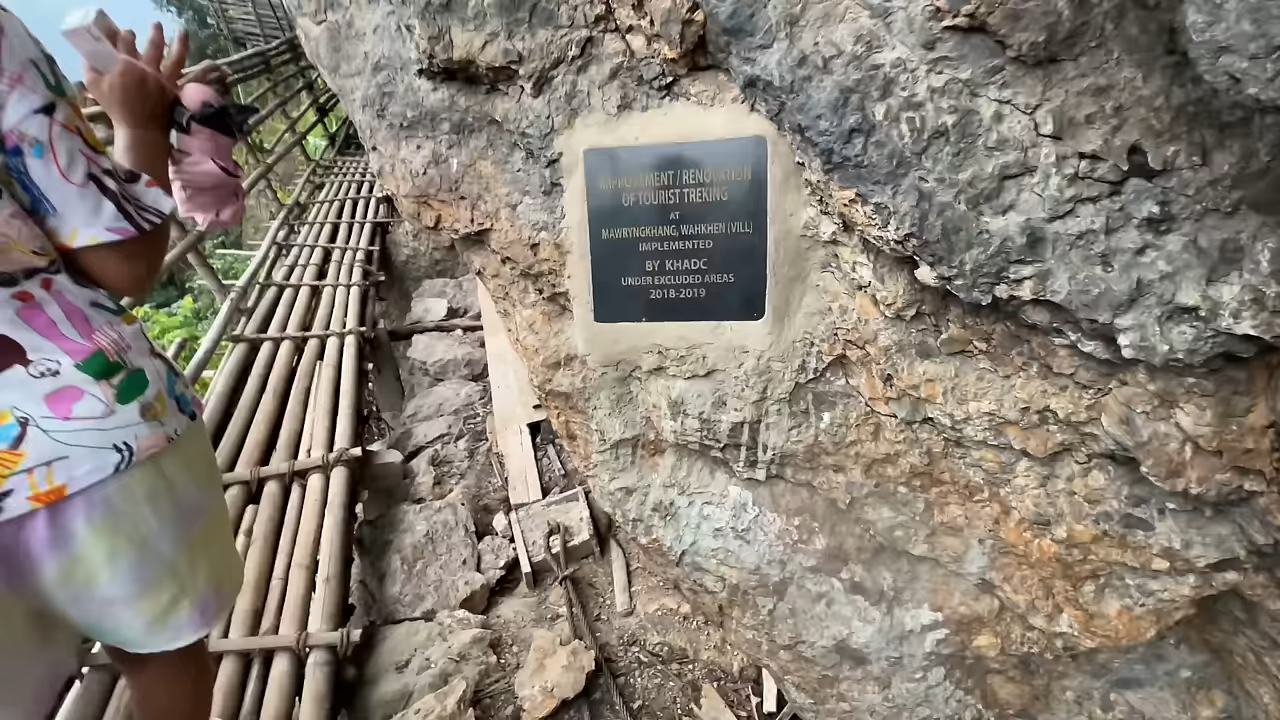 IMPROVEMENT / RENOVATION
OF TOURIST TREKING
AT
MAWRYNGKHANG, WAHKHEN (VILL)
IMPLEMENTED
BY KHADC
UNDER EXCLUDED AREAS
2018-2019